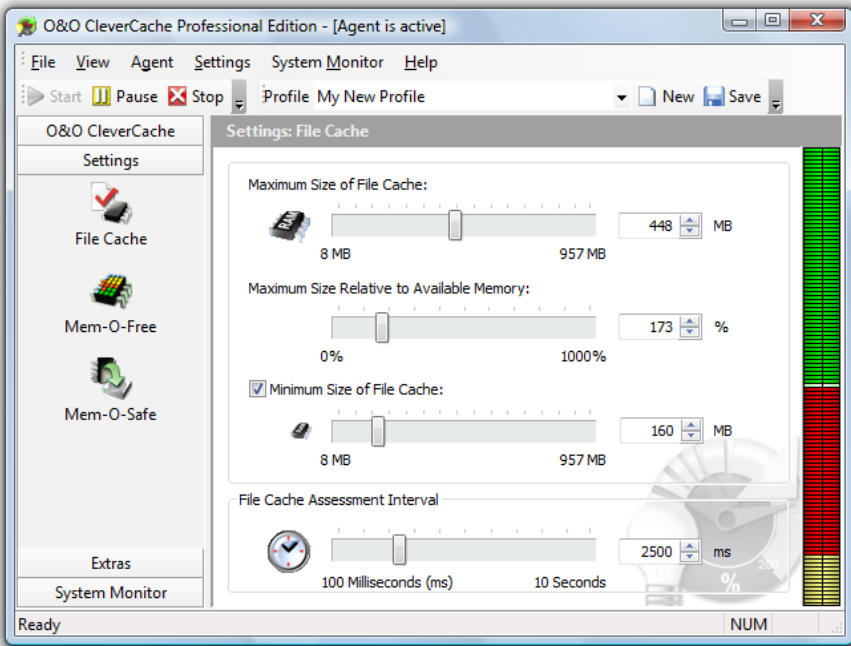 O&O CleverCache Professional Edition - [Agent is active]
File View Agent Settings System Monitor Help
Start Pause Stop Profile My New Profile New Save
O&O CleverCache
Settings
File Cache
Mem-O-Free
Mem-O-Safe
Extras
System Monitor
Settings: File Cache
Maximum Size of File Cache:
RAM
448 MB
8 MB 957 MB
Maximum Size Relative to Available Memory:
173 %
0% 1000%
Minimum Size of File Cache:
160 MB
8 MB 957 MB
File Cache Assessment Interval
2500 ms
100 Milliseconds (ms) 10 Seconds
200
%
Ready NUM